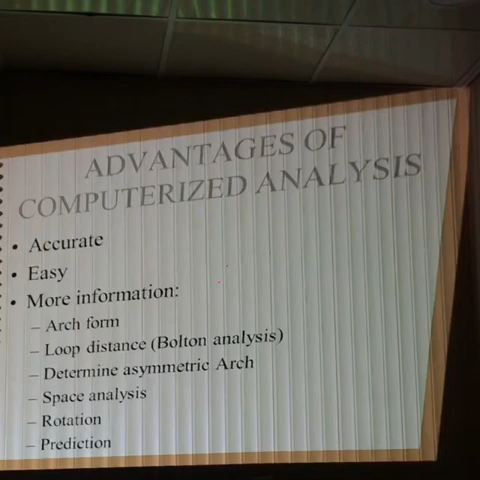 ADVANTAGES OF
COMPUTERIZED ANALYSIS
• Accurate
• Easy
• More information:
– Arch form
– Loop distance (Bolton analysis)
– Determine asymmetric Arch
– Space analysis
– Rotation
– Prediction